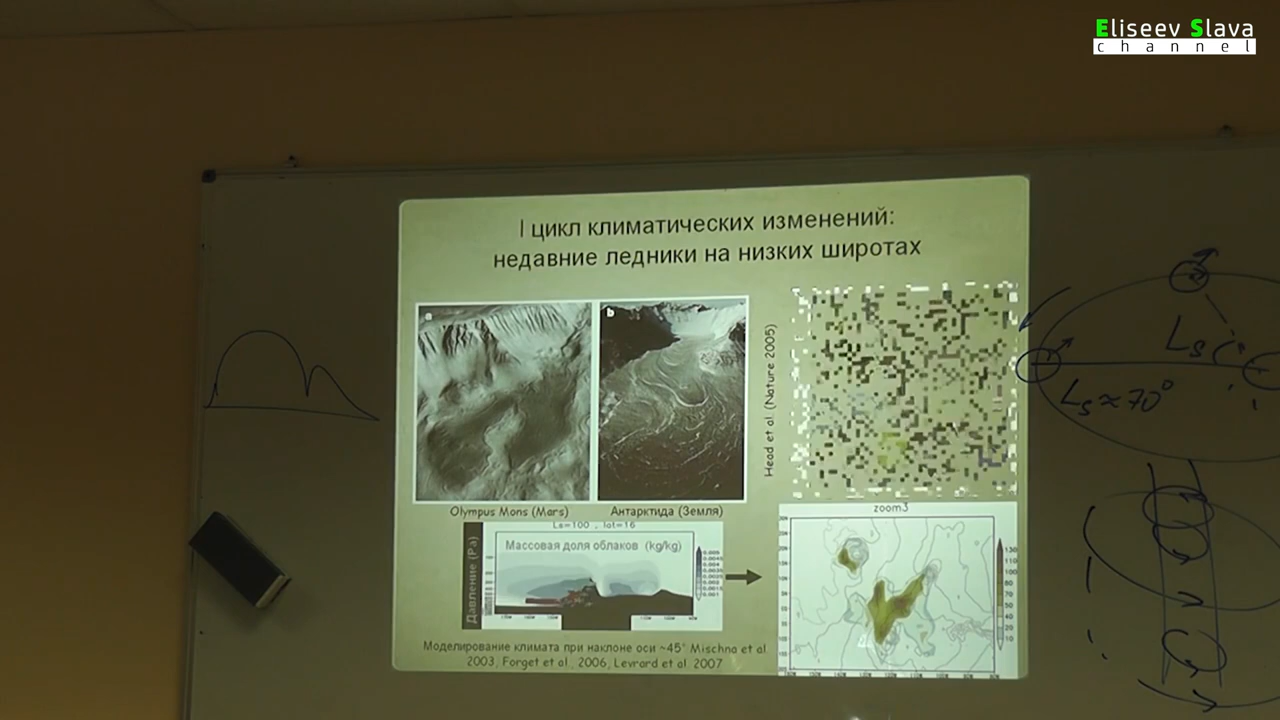 Eliseev Slava
channel
I цикл климатических изменений:
недавние ледники на низких широтах
a
b
Head et al. (Nature 2005)
Olympus Mons (Mars)
Антарктида (Земля)
Ls=100 , lat=16
Массовая доля облаков (kg/kg)
Давление (Pa)
zoom3
Моделирование климата при наклоне оси ~45° Mischna et al.
2003, Forget et al., 2006, Levrard et al. 2007
Ls
Ls≈70°